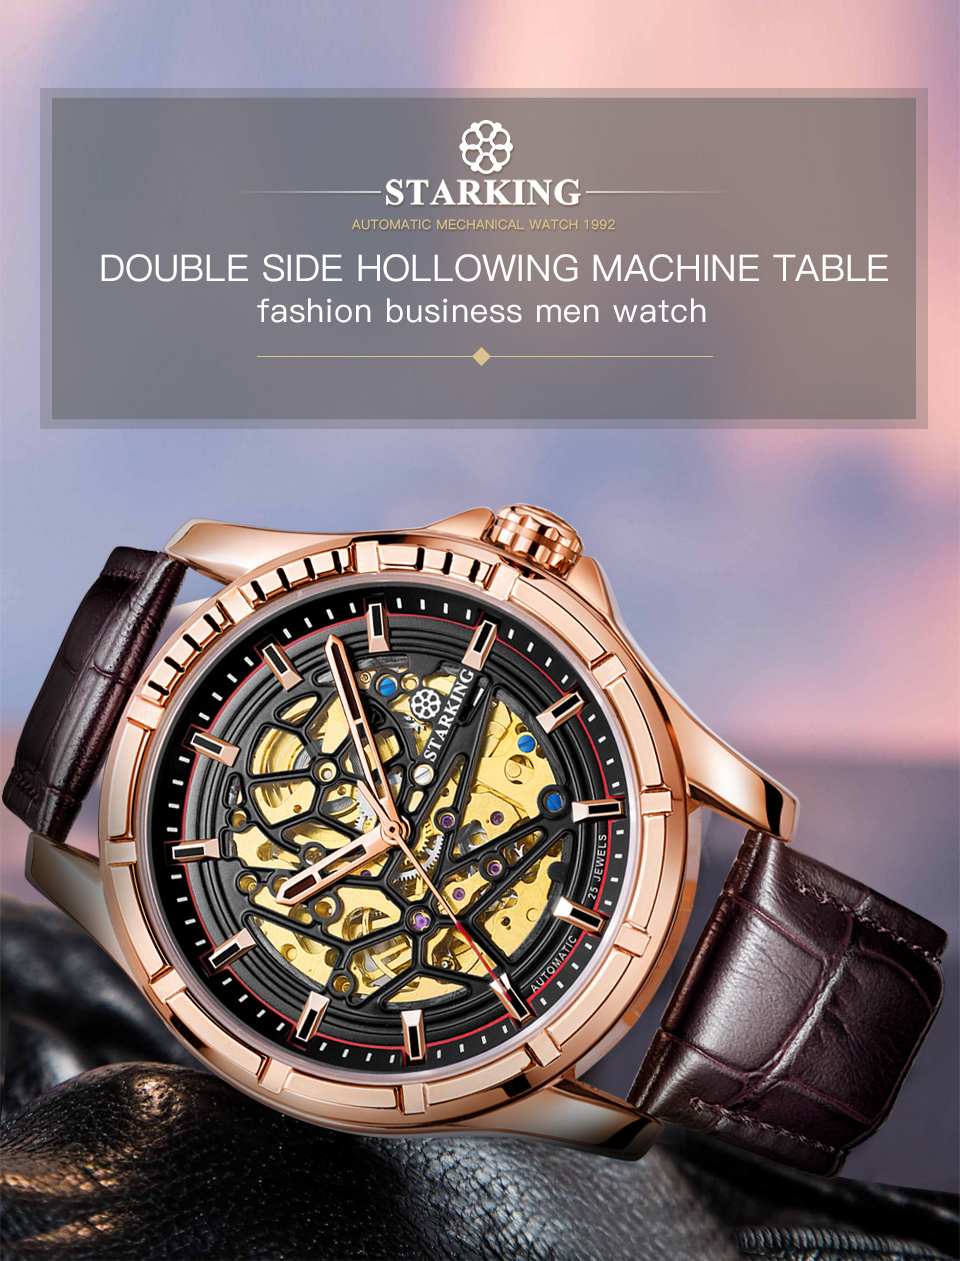 STARKING
AUTOMATIC MECHANICAL WATCH 1992
DOUBLE SIDE HOLLOWING MACHINE TABLE
fashion business men watch
STARKING
25 JEWELS
AUTOMATIC